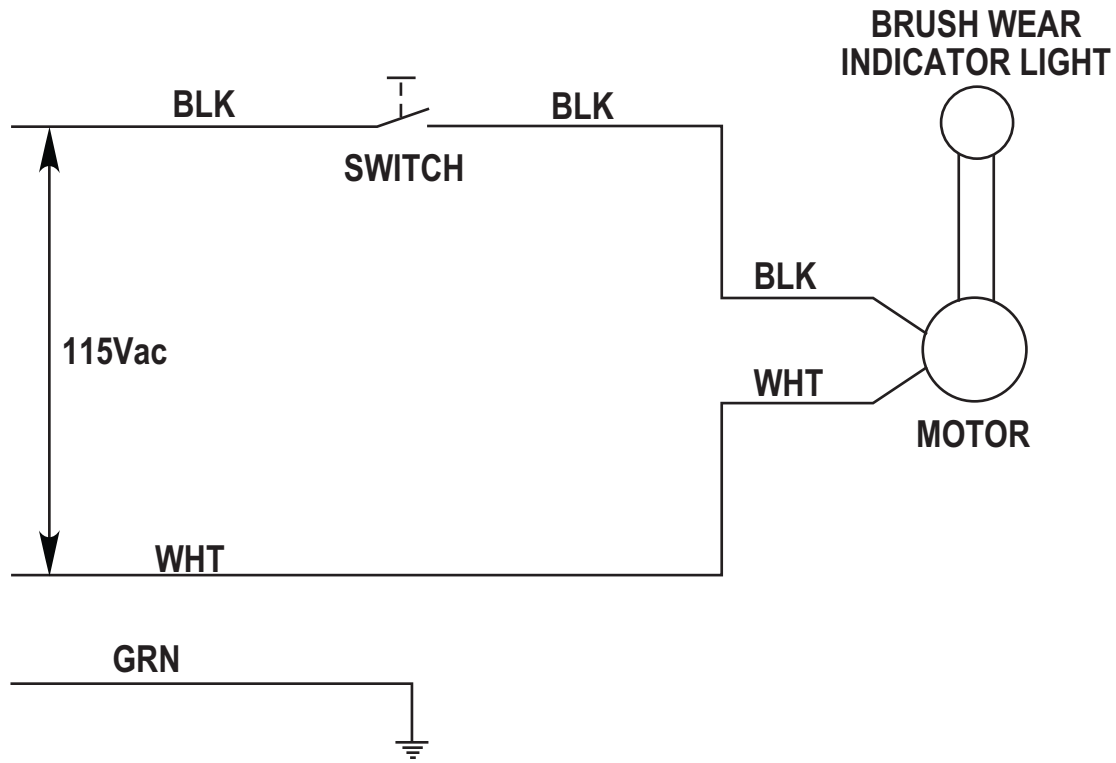 BRUSH WEAR
INDICATOR LIGHT
BLK
BLK
SWITCH
BLK
115Vac
WHT
MOTOR
WHT
GRN